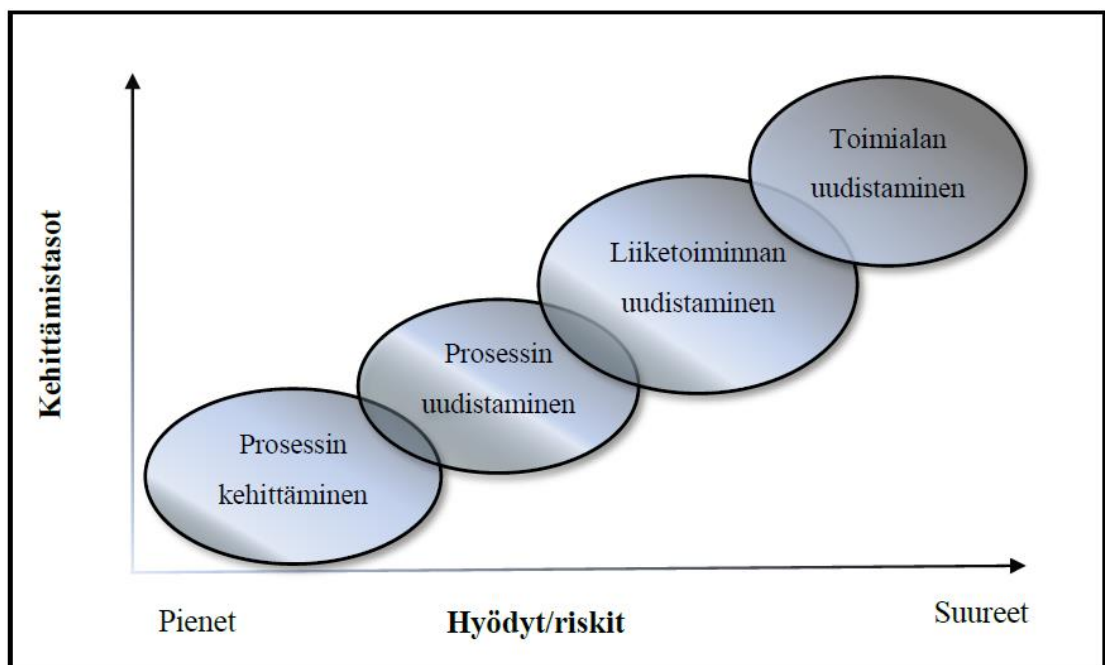 Toimialan
uudistaminen
Liiketoiminnan
uudistaminen
Prosessin
uudistaminen
Prosessin
kehittäminen
Kehittämistasot
Pienet
Hyödyt/riskit
Suureet